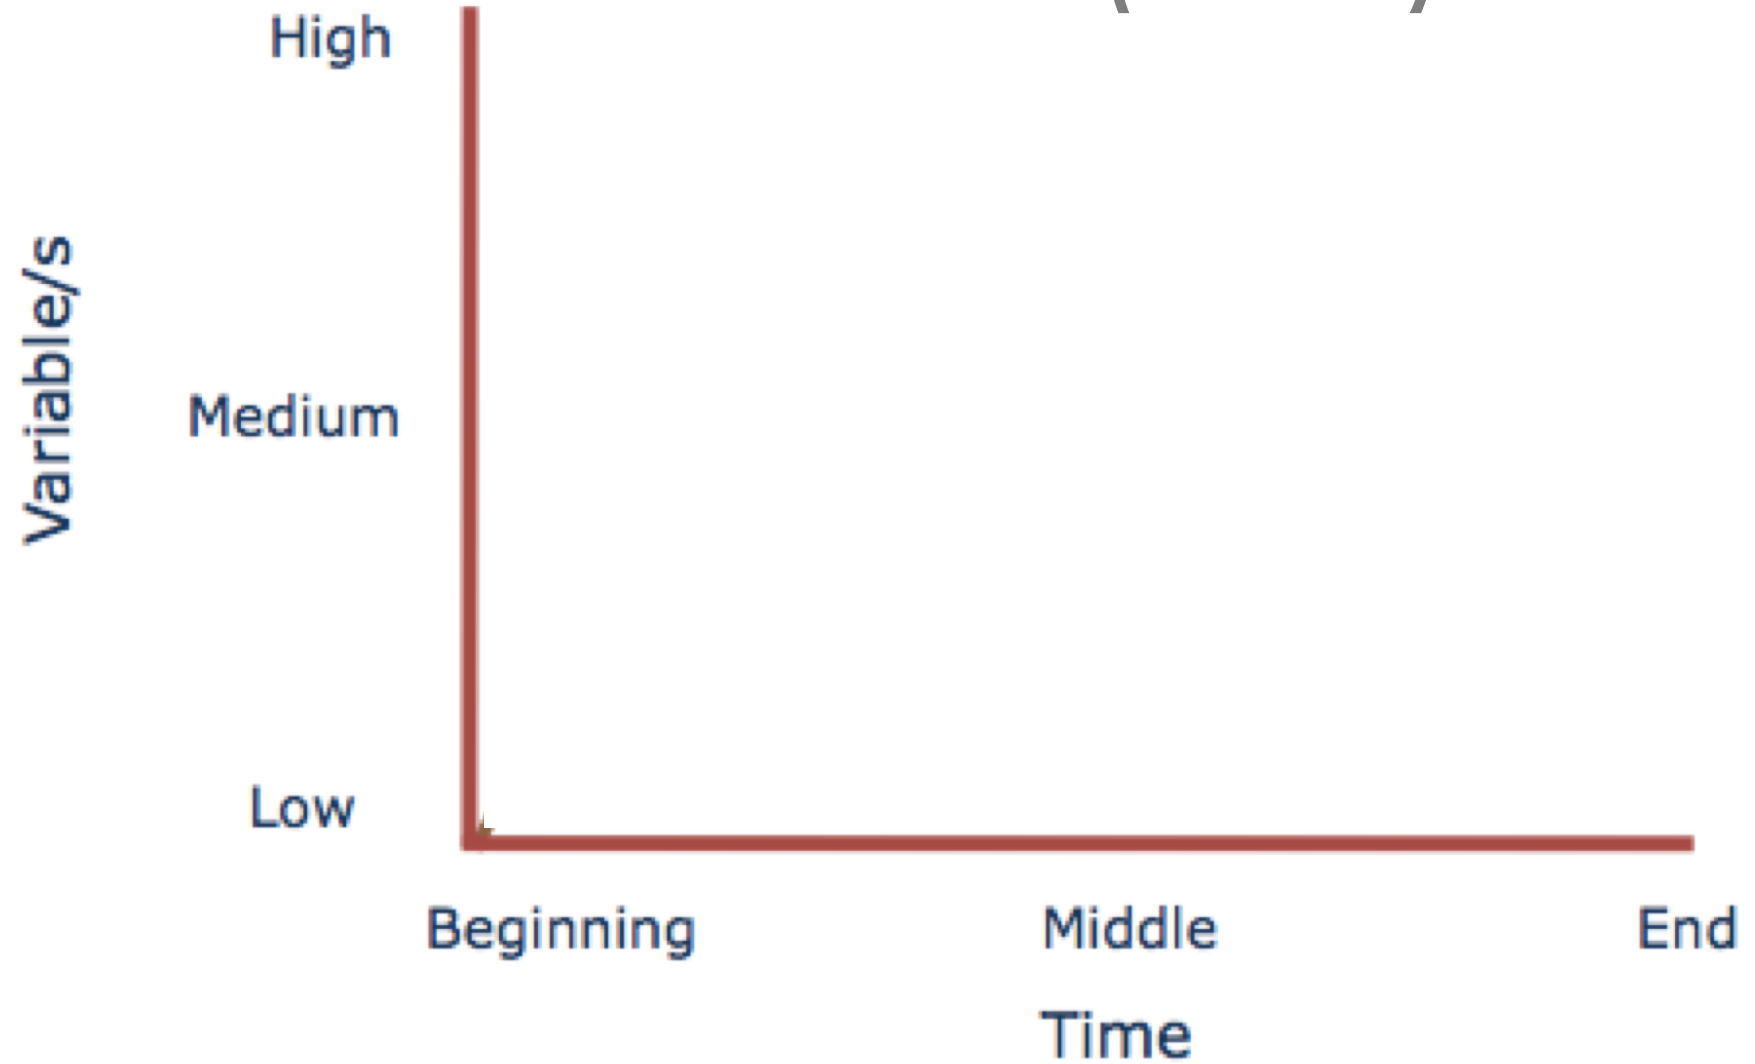 High
Variable/s
Medium
Low
Beginning Middle End
Time